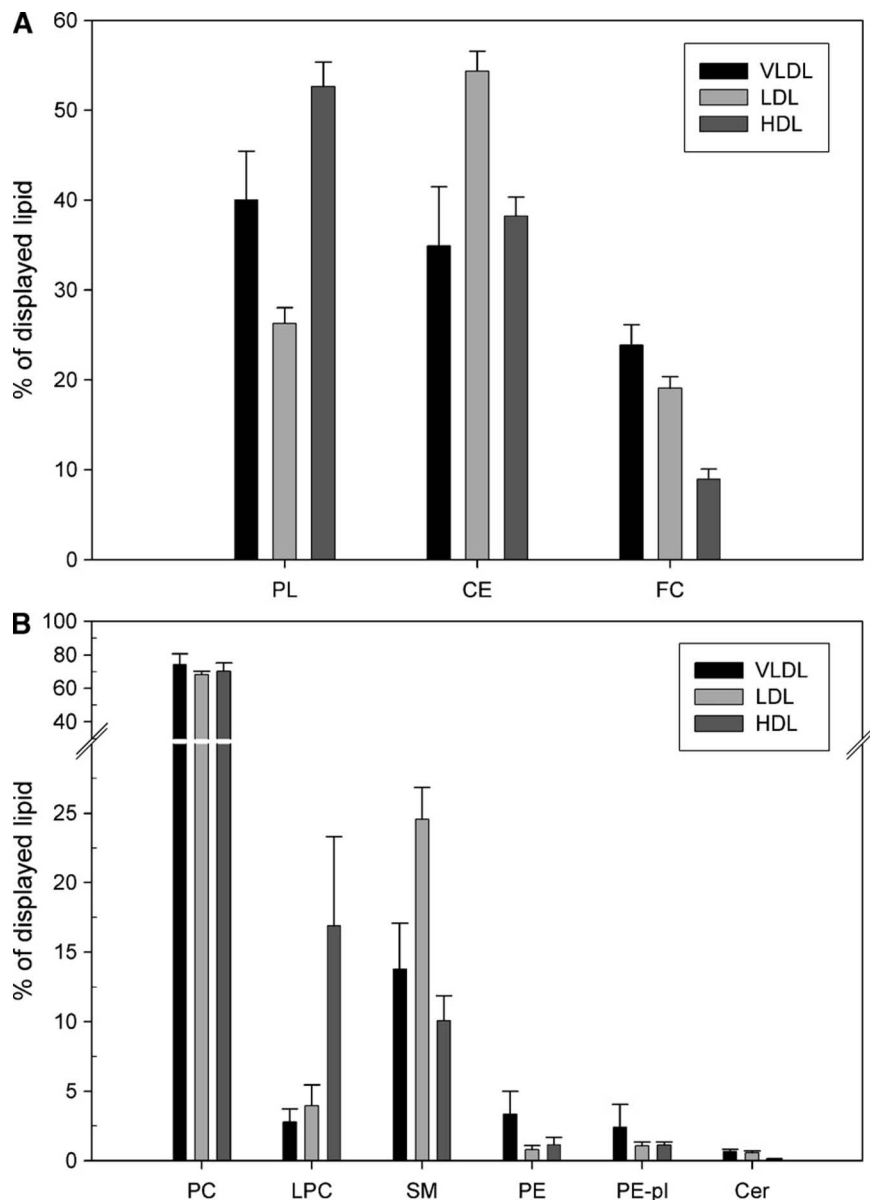 A
60
50
40
30
20
10
0
% of displayed lipid
VLDL
LDL
HDL
PL CE FC
B
100
80
60
40
25
20
15
10
5
0
% of displayed lipid
VLDL
LDL
HDL
PC LPC SM PE PE-pl Cer